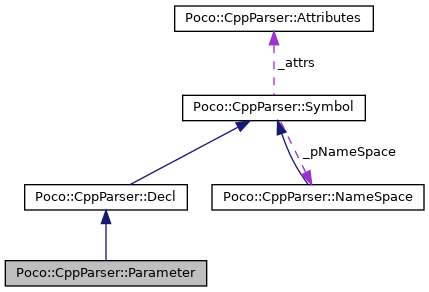 Poco::CppParser::Attributes
_attrs
Poco::CppParser::Symbol
_pNameSpace
Poco::CppParser::Decl
Poco::CppParser::NameSpace
Poco::CppParser::Parameter